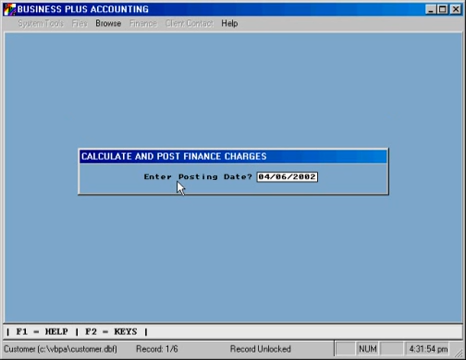 BUSINESS PLUS ACCOUNTING
System Tools Files Browse Finance Client Contact Help
CALCULATE AND POST FINANCE CHARGES
Enter Posting Date? 04/06/2002
| F1 = HELP | F2 = KEYS |
Customer (c:\vbpa\customer.dbf) Record: 1/6 Record Unlocked NUM 4:31:54 pm